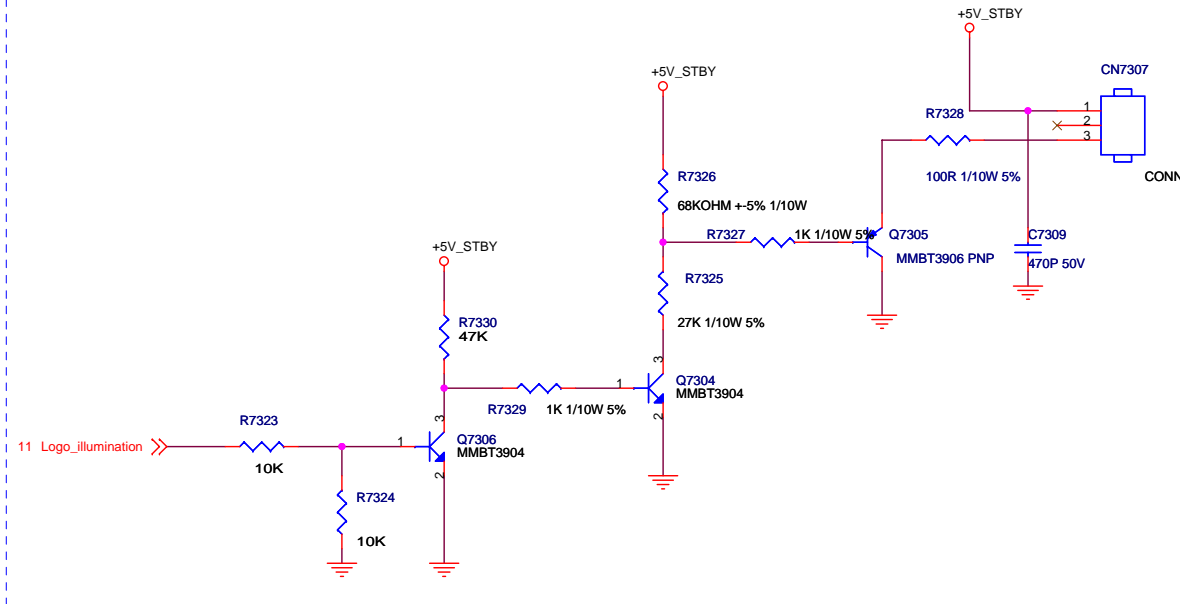 +5V_STBY
CN7307
+5V_STBY
R7328
1
2
3
100R 1/10W 5%
CONN
R7326
68KOHM +-5% 1/10W
R7327
1K 1/10W 5%
Q7305
MMBT3906 PNP
C7309
470P 50V
+5V_STBY
R7325
27K 1/10W 5%
R7330
47K
3
1
Q7304
MMBT3904
2
R7329
1K 1/10W 5%
R7323
10K
3
11 Logo_illumination
1
Q7306
MMBT3904
2
R7324
10K